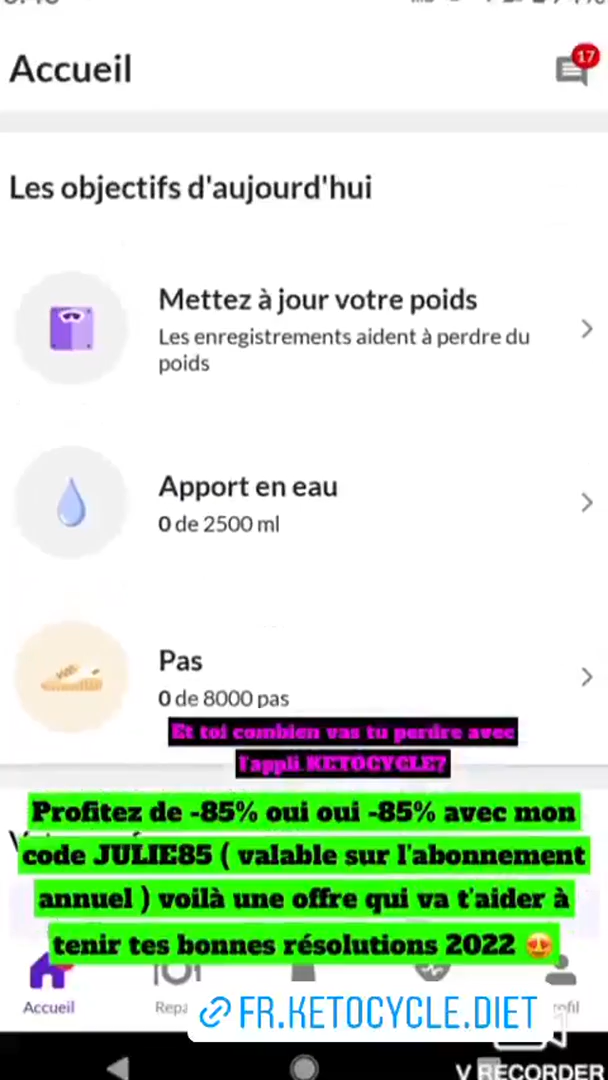 Accueil
17
Les objectifs d'aujourd'hui
Mettez à jour votre poids
Les enregistrements aident à perdre du
poids
Apport en eau
0 de 2500 ml
Pas
0 de 8000 pas
Et toi combien vas tu perdre avec
l'appli KETOCYCLE?
Profitez de -85% oui oui -85% avec mon
code JULIE85 ( valable sur l'abonnement
annuel ) voilà une offre qui va t'aider à
tenir tes bonnes résolutions 2022 😍
Accueil
FR.KETOCYCLE.DIET
V RECORDER